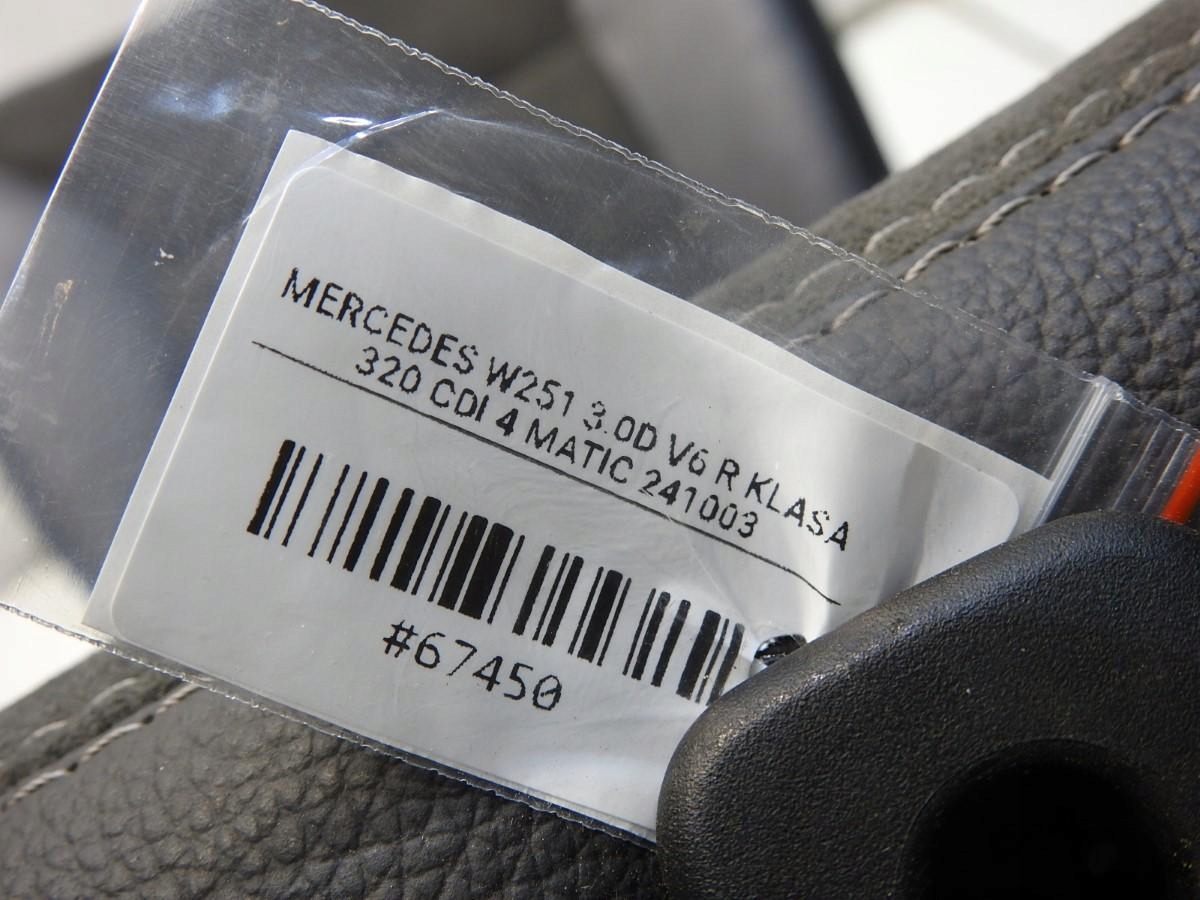 MERCEDES W251 3.0D V6 R KLASA
320 CDI 4 MATIC 241003
#67450